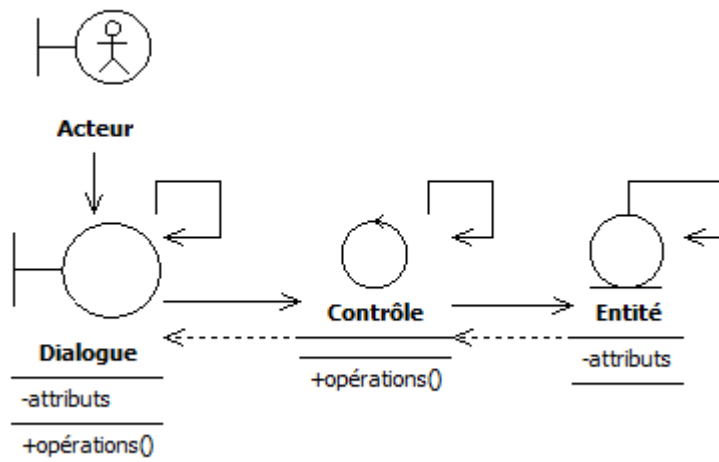 Acteur
Dialogue
-attributs
+opérations()
Contrôle
+opérations()
Entité
-attributs